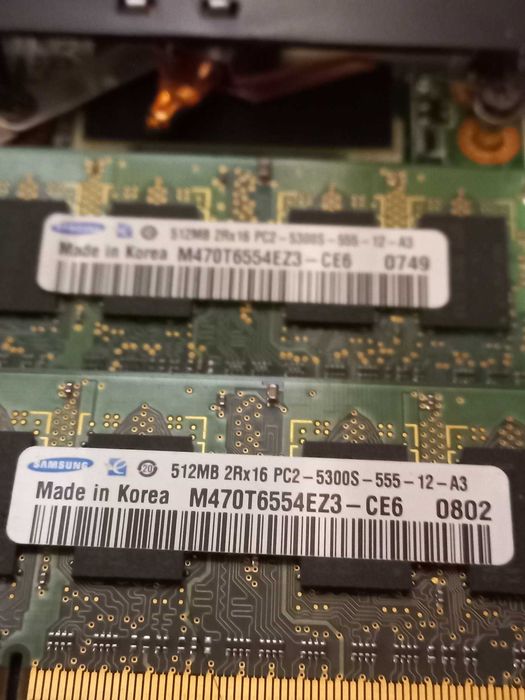 SAMSUNG 512MB 2Rx16 PC2-5300S-555-12-A3
Made in Korea M470T6554EZ3-CE6 0749
SAMSUNG e 20 512MB 2Rx16 PC2-5300S-555-12-A3
Made in Korea M470T6554EZ3-CE6 0802